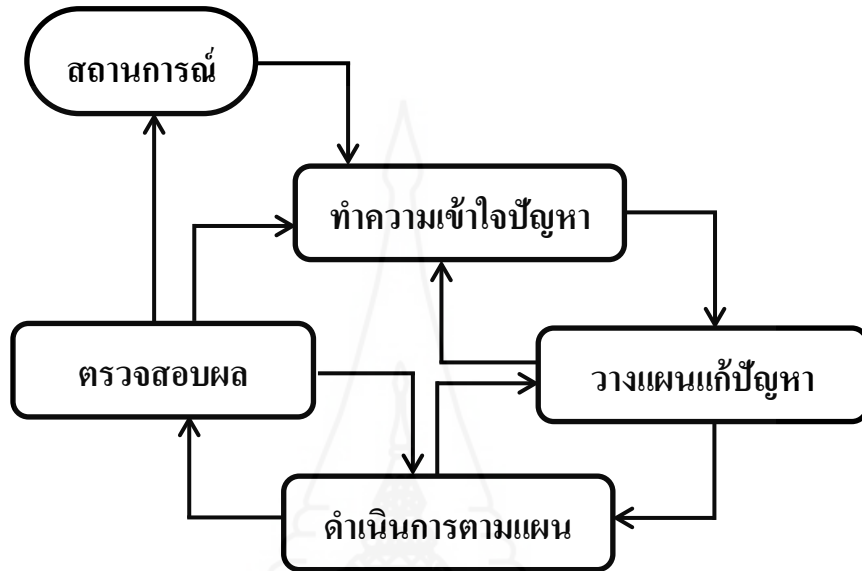 สถานการณ์
ทำความเข้าใจปัญหา
ตรวจสอบผล
วางแผนแก้ปัญหา
ดำเนินการตามแผน